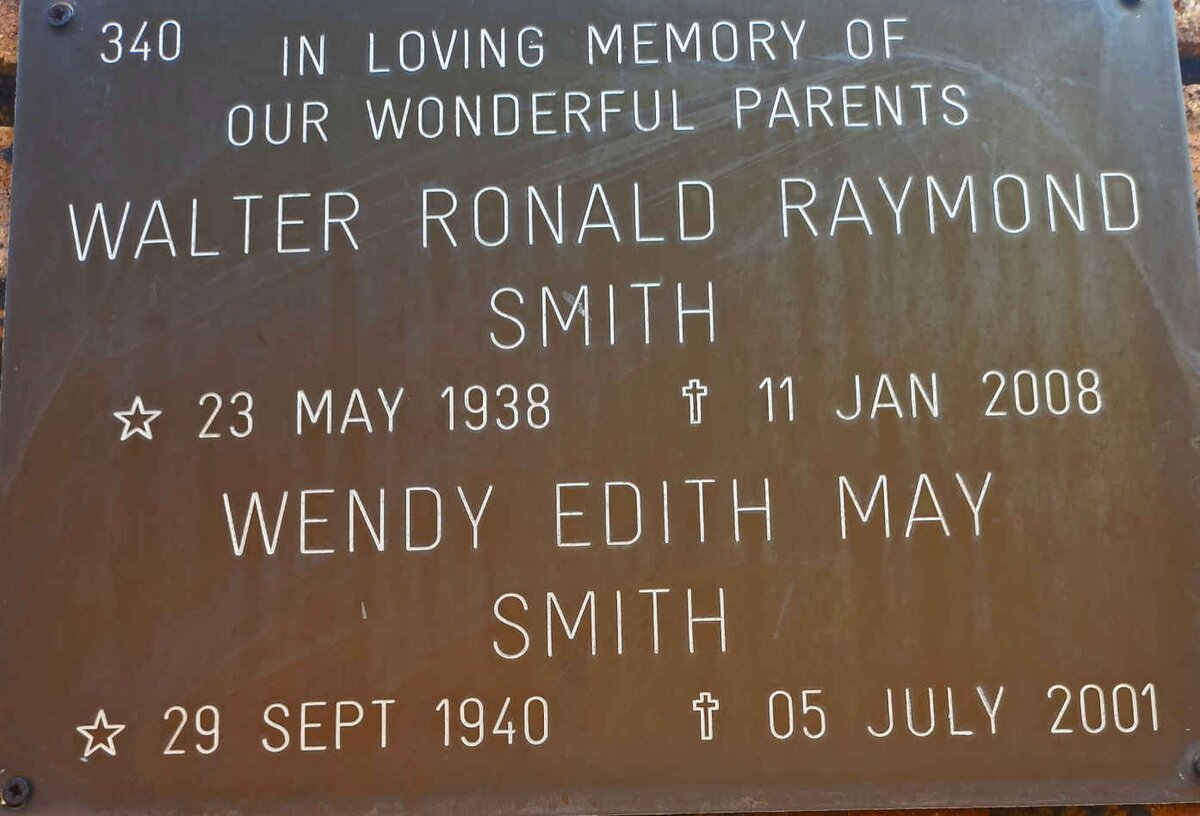 340
IN LOVING MEMORY OF
OUR WONDERFUL PARENTS
WALTER RONALD RAYMOND
SMITH
☆ 23 MAY 1938 ✝ 11 JAN 2008
WENDY EDITH MAY
SMITH
☆ 29 SEPT 1940 ✝ 05 JULY 2001